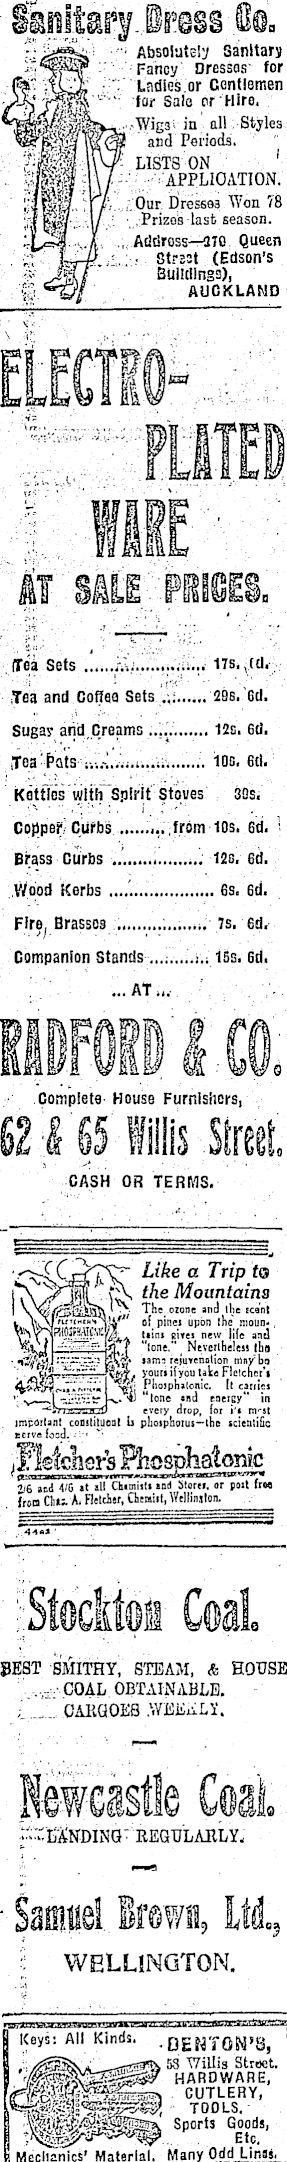 Sanitary Dress Co.
Absolutely Sanitary
Fancy Dresses for
Ladies or Gentlemen
for Sale or Hire.
Wigs in all Styles
and Periods.
LISTS ON
APPLICATION.
Our Dresses Won 78
Prizes last season.
Address—270 Queen
Street (Edson's
Buildings),
AUCKLAND
ELECTRO-
PLATED
WARE
AT SALE PRICES.
Tea Sets ........................ 17s. 6d.
Tea and Coffee Sets ......... 29s. 6d.
Sugar and Creams ............ 12s. 6d.
Tea Pots ........................ 10s. 6d.
Kettles with Spirit Stoves 30s.
Copper Curbs ......... from 10s. 6d.
Brass Curbs .................. 12s. 6d.
Wood Kerbs ..................... 6s. 6d.
Fire Brasses .................. 7s. 6d.
Companion Stands ............ 15s. 6d.
... AT ...
RADFORD & CO.
Complete House Furnishers,
62 & 65 Willis Street.
CASH OR TERMS.
Like a Trip to
the Mountains
FLETCHER'S
PHOSPHATONIC
The ozone and the scent
of pines upon the moun-
tains gives new life and
"tone." Nevertheless the
same rejuvenation may be
yours if you take Fletcher's
Phosphatonic. It carries
"tone and energy" in
every drop, for its most
important constituent is phosphorus—the scientific
nerve food.
Fletcher's Phosphatonic
2/6 and 4/6 at all Chemists and Stores, or post free
from Chas. A. Fletcher, Chemist, Wellington.
Stockton Coal.
BEST SMITHY, STEAM, & HOUSE
COAL OBTAINABLE.
CARGOES WEEKLY.
Newcastle Coal.
LANDING REGULARLY.
Samuel Brown, Ltd.,
WELLINGTON.
Keys: All Kinds.
DENTON'S,
53 Willis Street.
HARDWARE,
CUTLERY,
TOOLS.
Sports Goods,
Etc.
Mechanics' Material. Many Odd Lines.